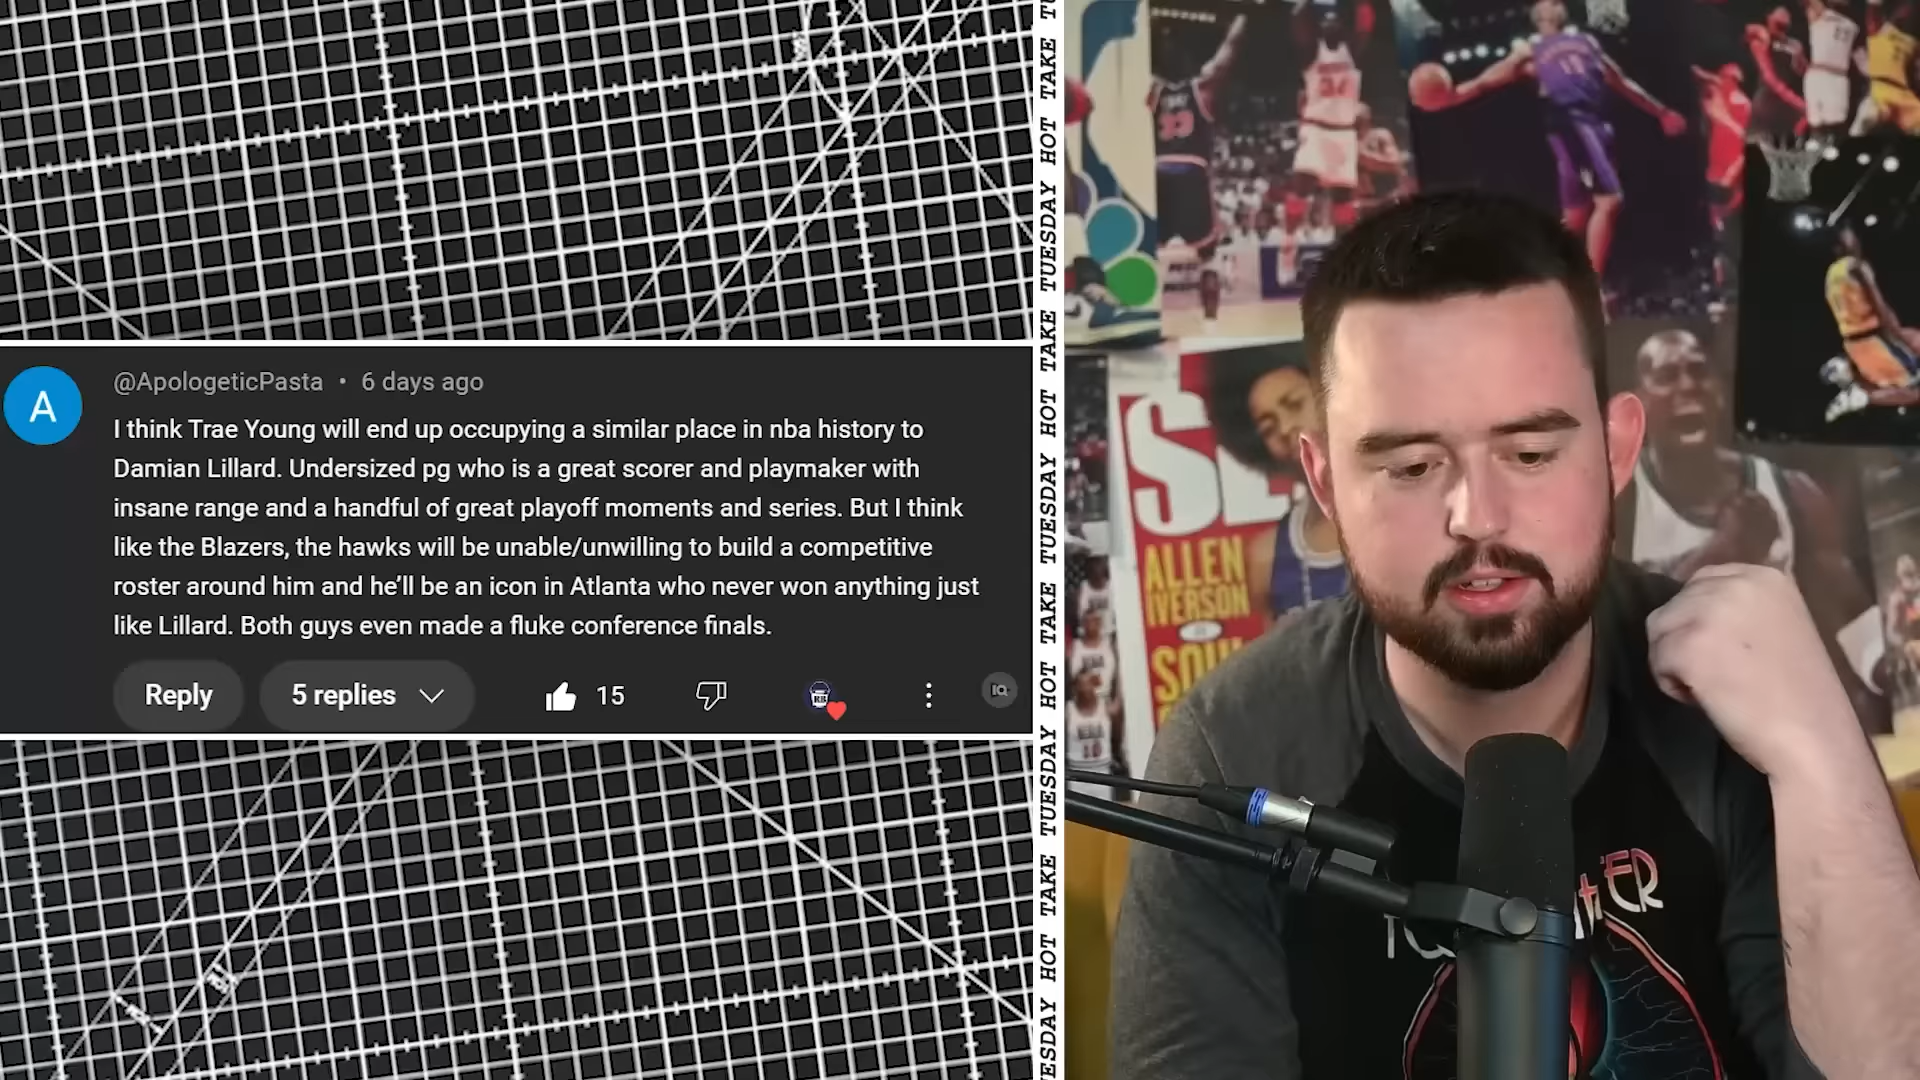 @ApologeticPasta • 6 days ago
A
I think Trae Young will end up occupying a similar place in nba history to
Damian Lillard. Undersized pg who is a great scorer and playmaker with
insane range and a handful of great playoff moments and series. But I think
like the Blazers, the hawks will be unable/unwilling to build a competitive
roster around him and he’ll be an icon in Atlanta who never won anything just
like Lillard. Both guys even made a fluke conference finals.
Reply
5 replies
15
HOT TAKE TUESDAY HOT TAKE TUESDAY HOT TAKE TUESDAY HOT TAKE
ALLEN
IVERSON